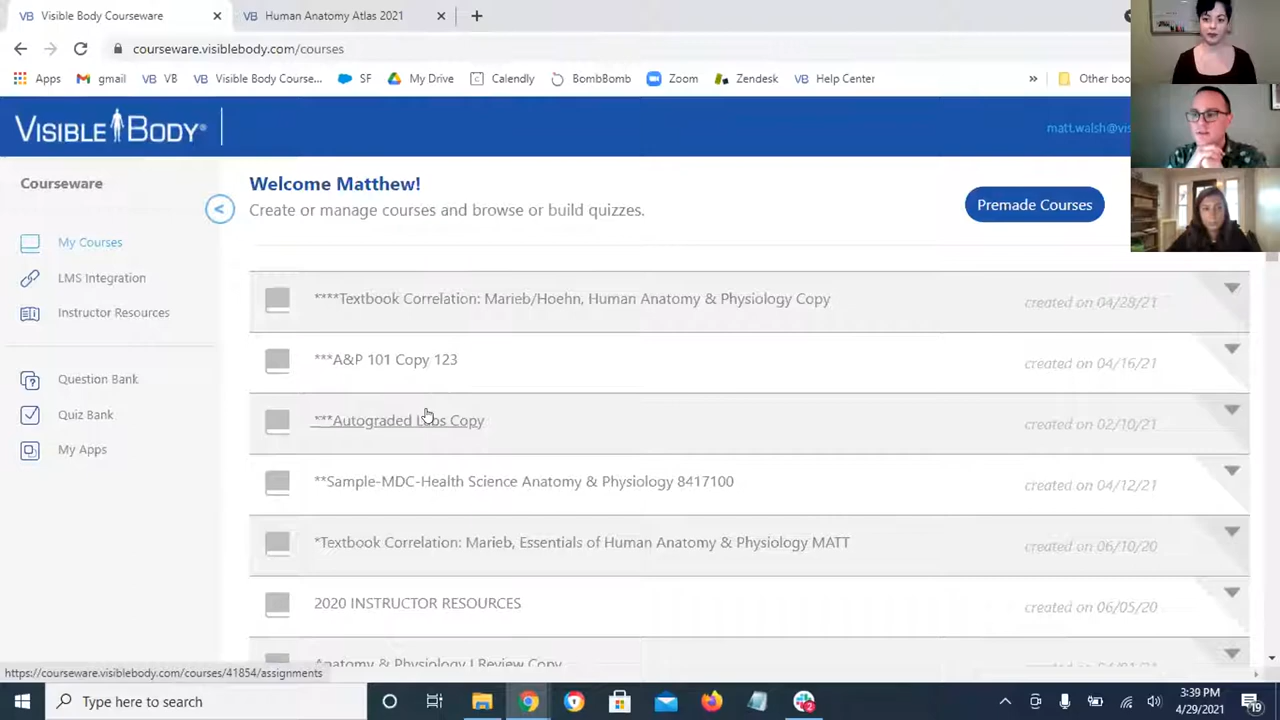 Visible Body Courseware
Human Anatomy Atlas 2021
courseware.visiblebody.com/courses
Apps
gmail
VB
Visible Body Course...
SF
My Drive
Calendly
BombBomb
Zoom
Zendesk
Help Center
»
Other boo
VISIBLE BODY®
matt.walsh@vis
Courseware
My Courses
LMS Integration
Instructor Resources
Question Bank
Quiz Bank
My Apps
Welcome Matthew!
Create or manage courses and browse or build quizzes.
Premade Courses
****Textbook Correlation: Marieb/Hoehn, Human Anatomy & Physiology Copy
created on 04/28/21
***A&P 101 Copy 123
created on 04/16/21
***Autograded Labs Copy
created on 02/10/21
**Sample-MDC-Health Science Anatomy & Physiology 8417100
created on 04/12/21
*Textbook Correlation: Marieb, Essentials of Human Anatomy & Physiology MATT
created on 06/10/20
2020 INSTRUCTOR RESOURCES
created on 06/05/20
Anatomy & Physiology I Review Copy
https://courseware.visiblebody.com/courses/41854/assignments
Type here to search
3:39 PM
4/29/2021
19